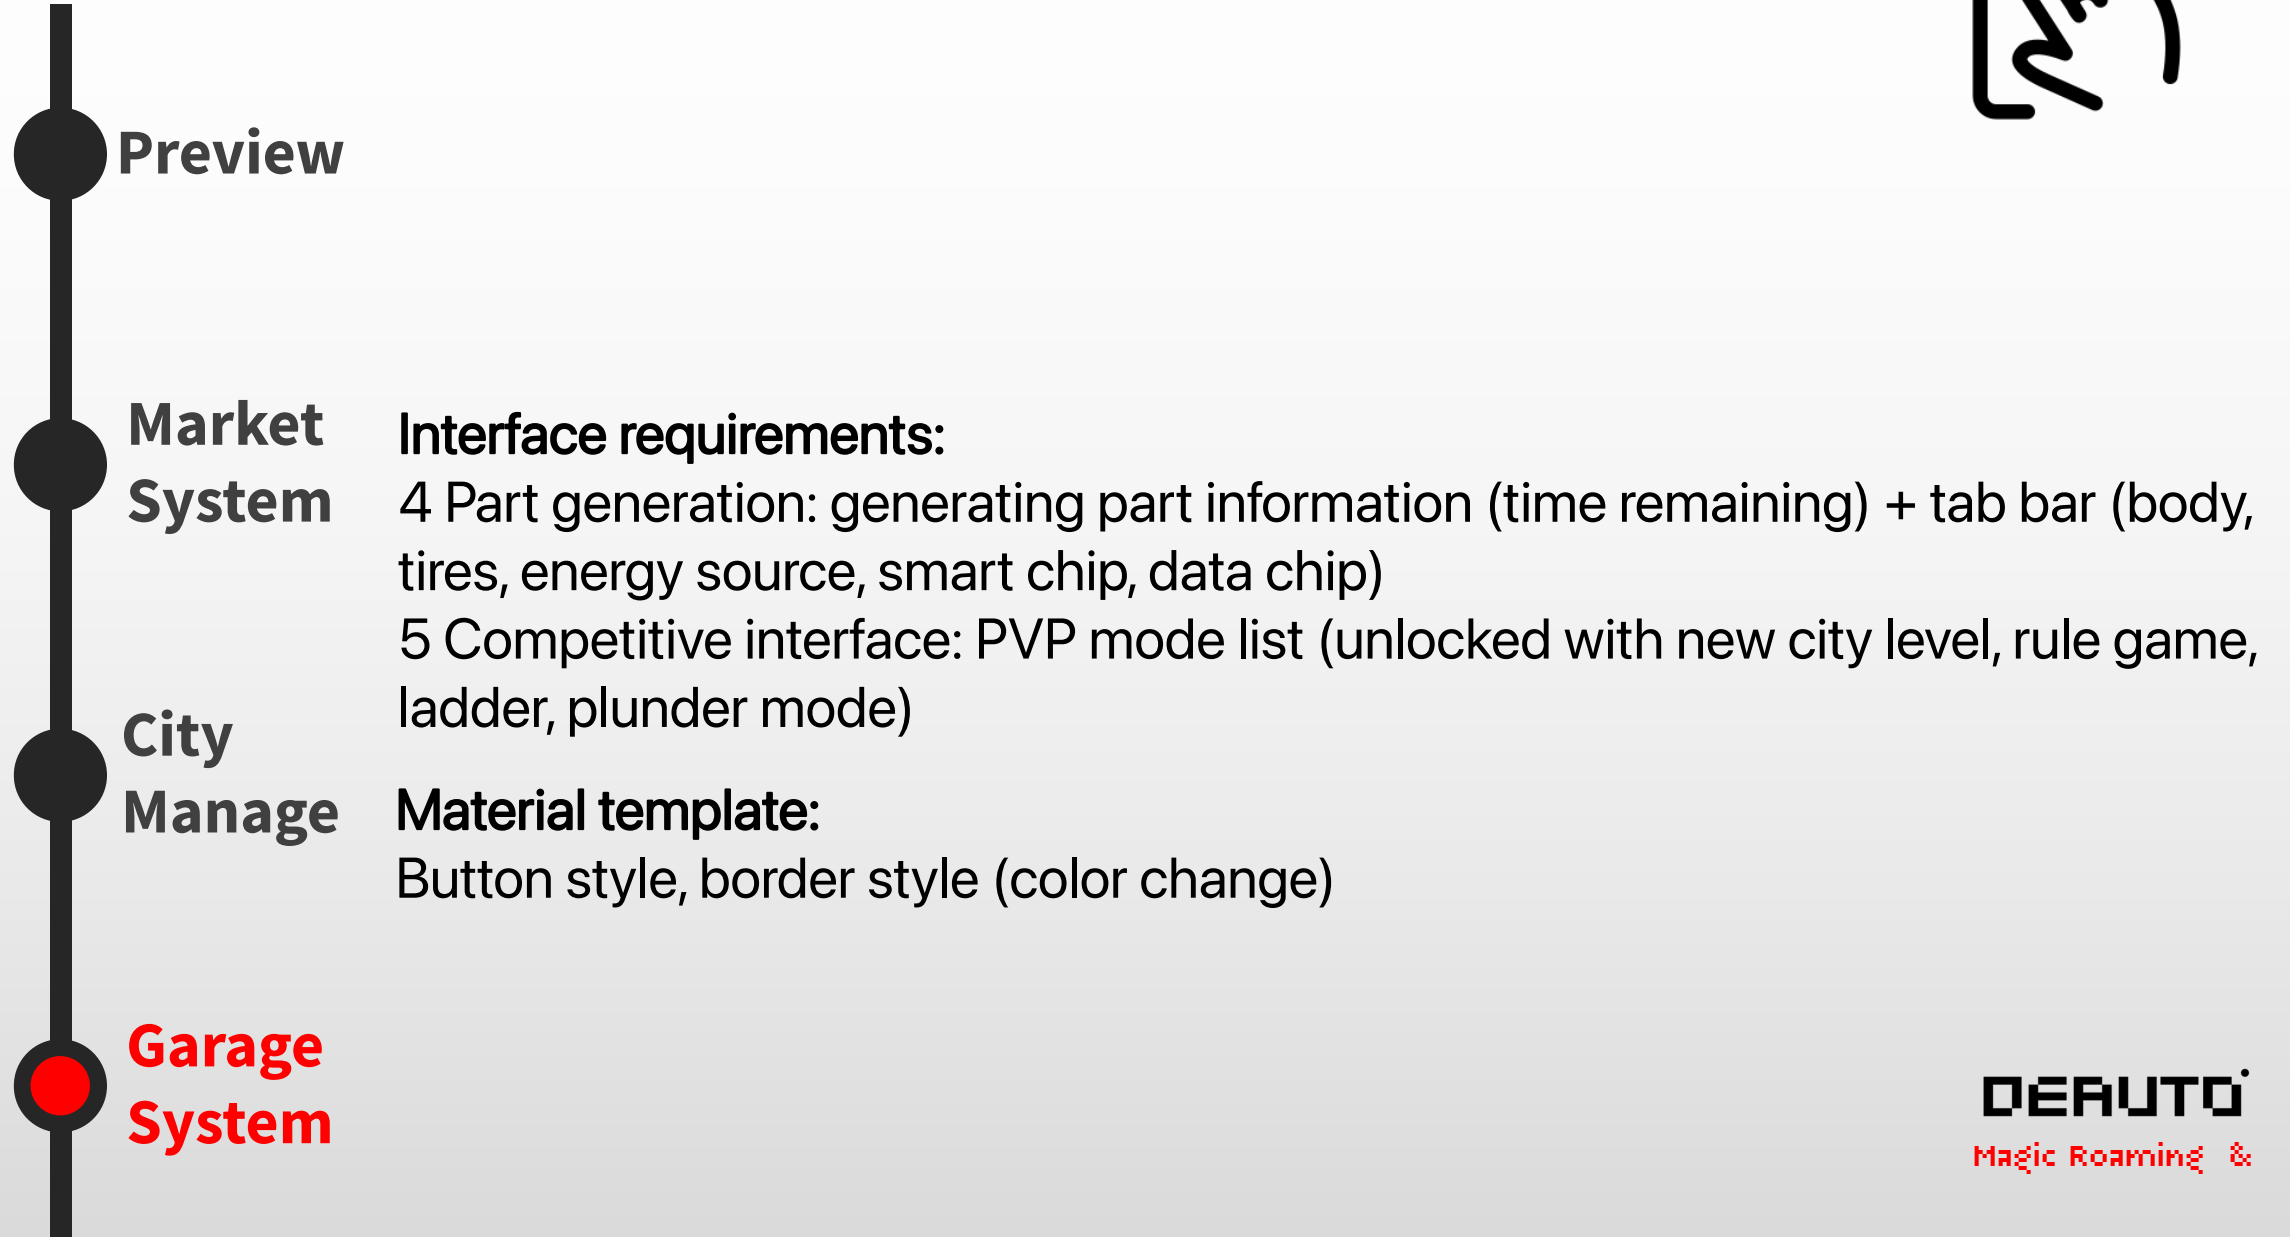 Preview
Market
System
City
Manage
Garage
System
Interface requirements:
4 Part generation: generating part information (time remaining) + tab bar (body,
tires, energy source, smart chip, data chip)
5 Competitive interface: PVP mode list (unlocked with new city level, rule game,
ladder, plunder mode)
Material template:
Button style, border style (color change)
DEAUTO
Magic Roaming &